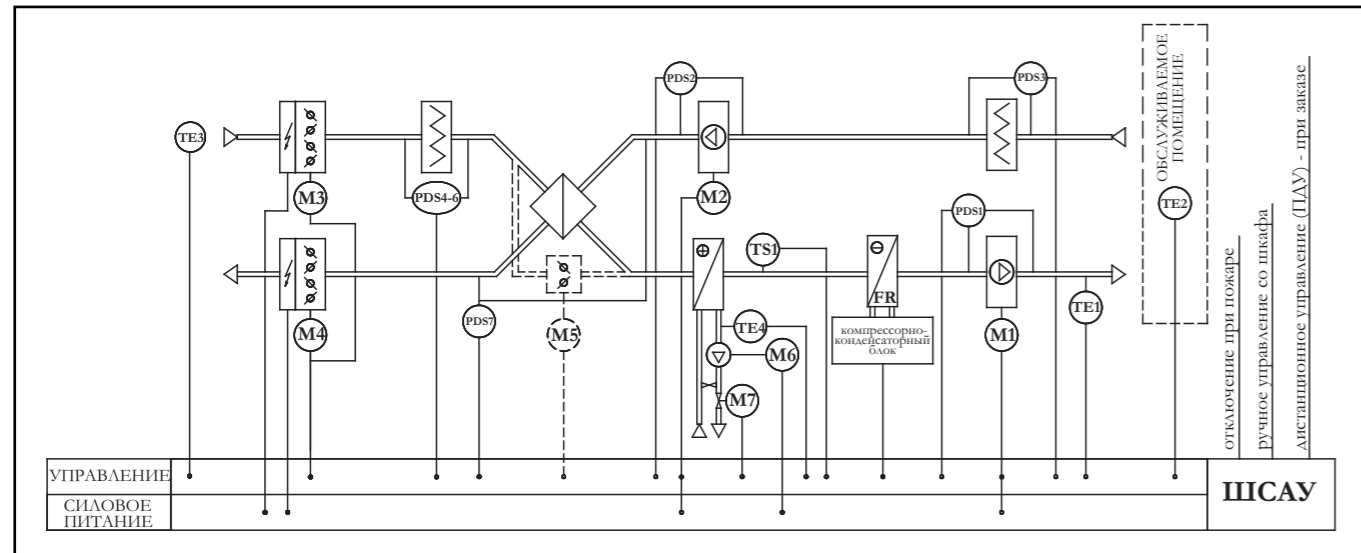 PDS2
PDS3
TE3
M3
PDS4-6
M2
TE2
ОБСЛУЖИВАЕМОЕ
ПОМЕЩЕНИЕ
PDS1
TS1
FR
M4
PDS7
M5
TE4
M6
M7
компрессорно-
конденсаторный
блок
M1
TE1
отключение при пожаре
ручное управление со шкафа
дистанционное управление (ПДУ) - при заказе
УПРАВЛЕНИЕ
СИЛОВОЕ
ПИТАНИЕ
ШСАУ